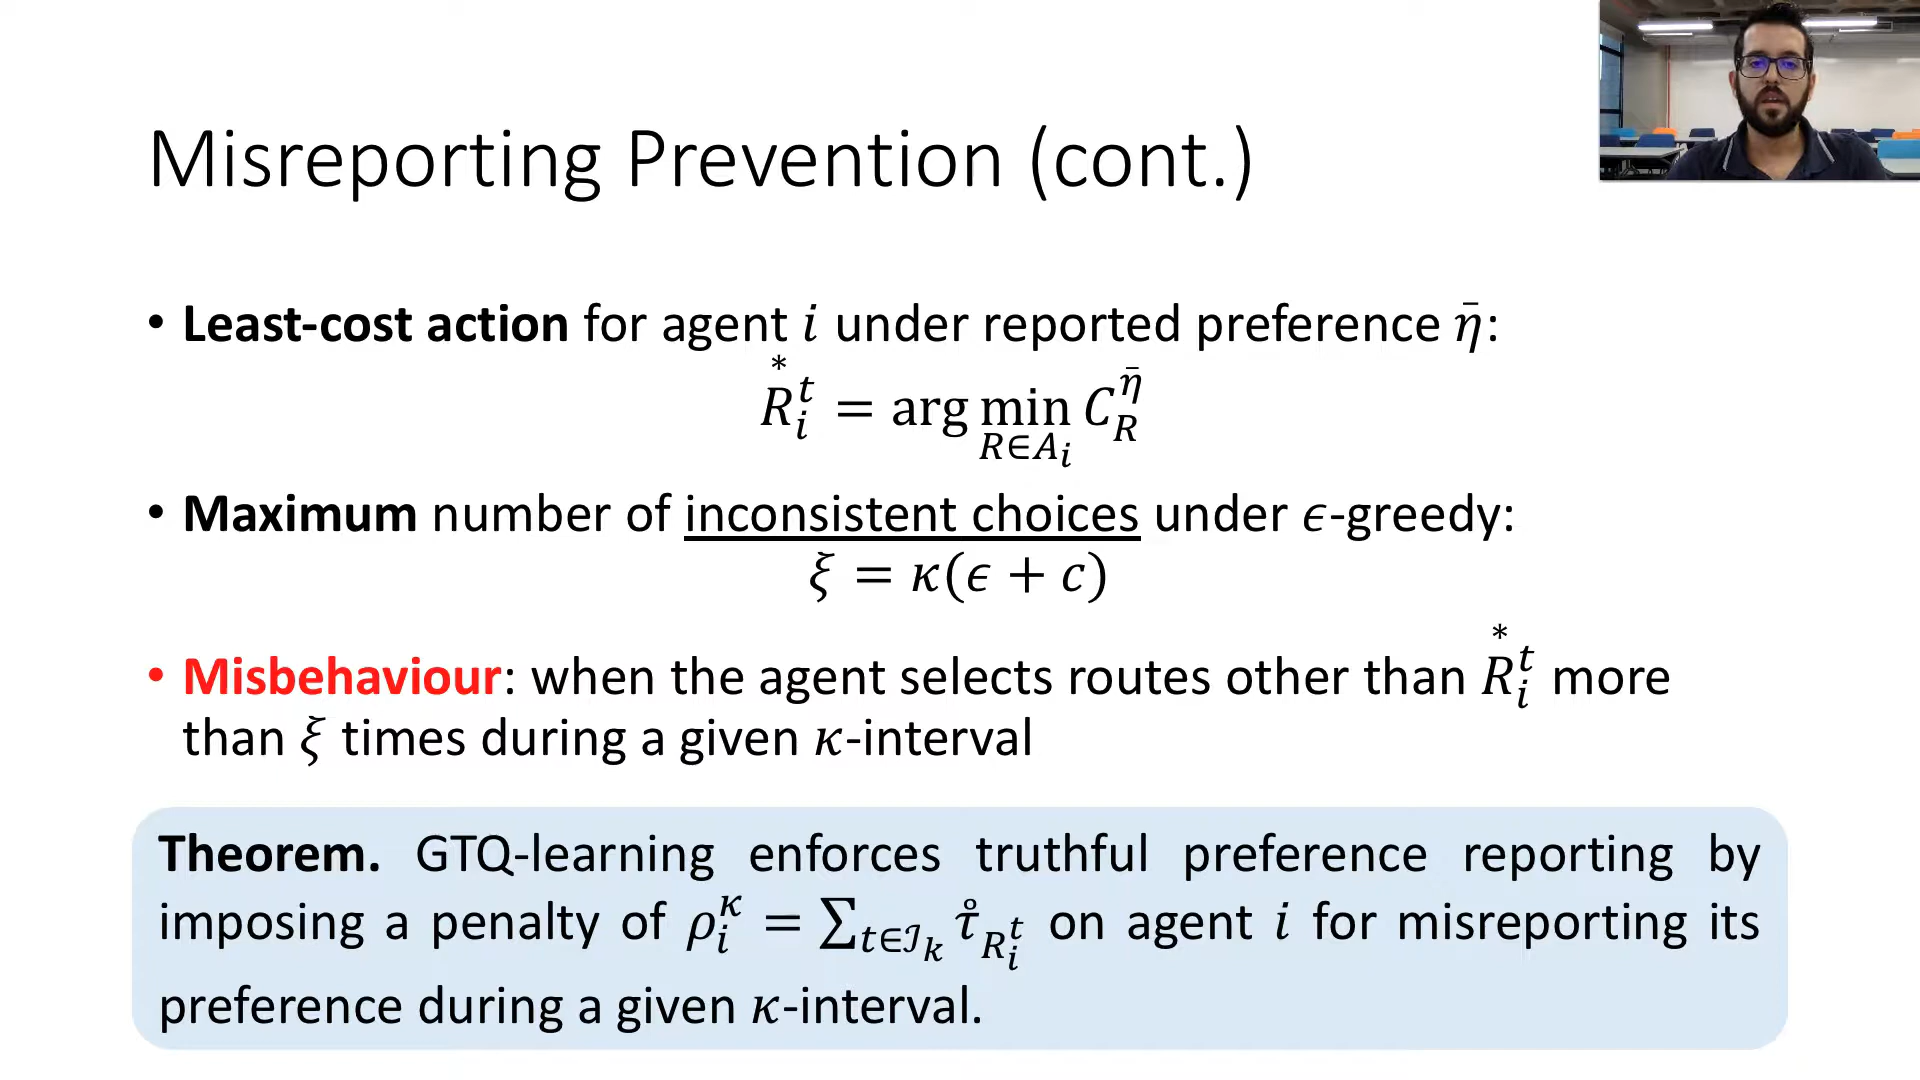 Misreporting Prevention (cont.)
• Least-cost action for agent i under reported preference η̄:
R*ᵢᵗ = arg min_{R∈Aᵢ} C_R^η̄
• Maximum number of inconsistent choices under ϵ-greedy:
ξ = κ(ϵ + c)
• Misbehaviour: when the agent selects routes other than R*ᵢᵗ more
than ξ times during a given κ-interval
Theorem. GTQ-learning enforces truthful preference reporting by
imposing a penalty of ρᵢ^κ = ∑_{t∈ℐₖ} τ̊_{Rᵢᵗ} on agent i for misreporting its
preference during a given κ-interval.